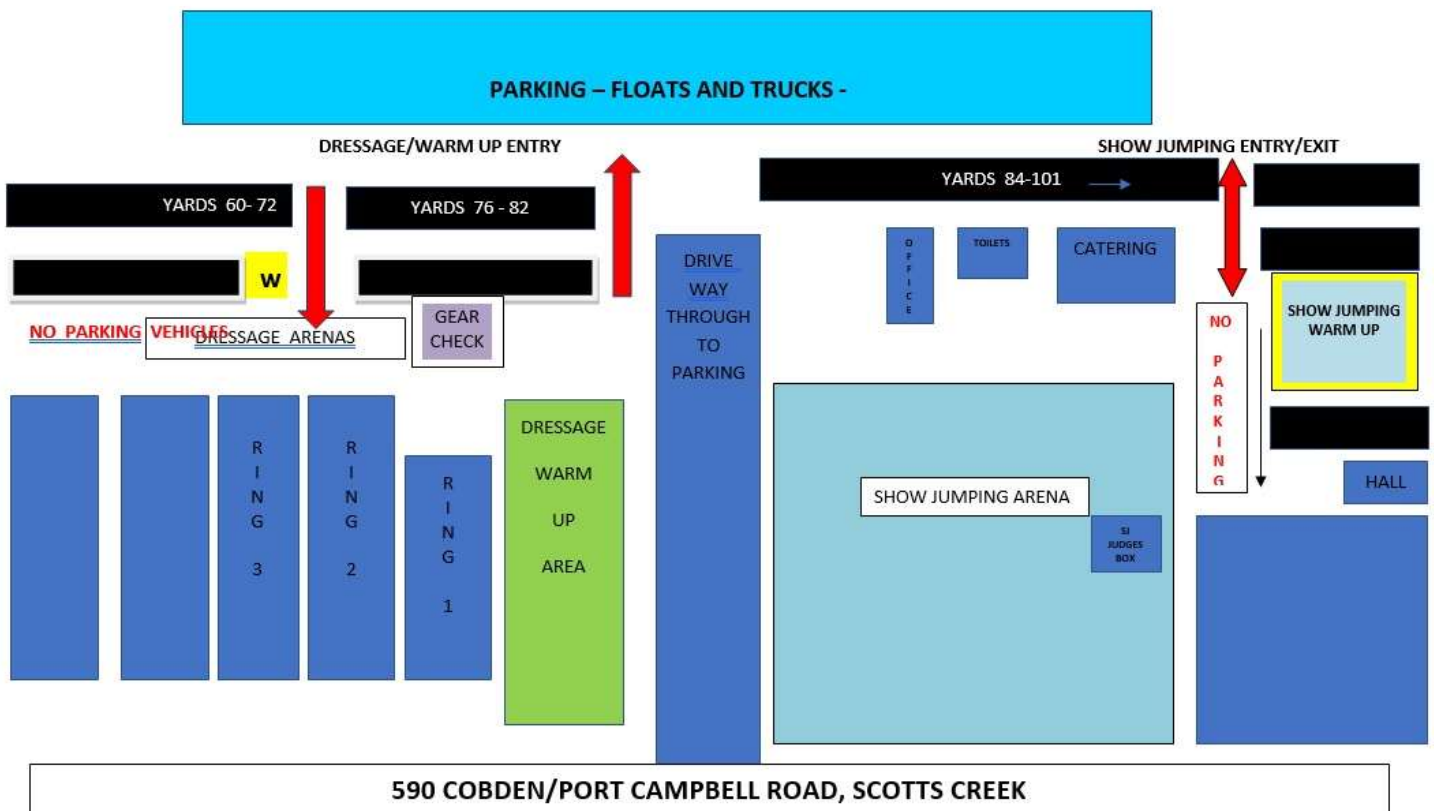 PARKING – FLOATS AND TRUCKS -
DRESSAGE/WARM UP ENTRY
SHOW JUMPING ENTRY/EXIT
YARDS 60- 72
YARDS 76 - 82
YARDS 84-101
W
DRIVE
WAY
THROUGH
TO
PARKING
OFFICE
TOILETS
CATERING
NO PARKING VEHICLES
DRESSAGE ARENAS
GEAR
CHECK
NO
PARKING
SHOW JUMPING
WARM UP
RING 3
RING 2
RING 1
DRESSAGE
WARM
UP
AREA
SHOW JUMPING ARENA
SJ
JUDGES
BOX
HALL
590 COBDEN/PORT CAMPBELL ROAD, SCOTTS CREEK